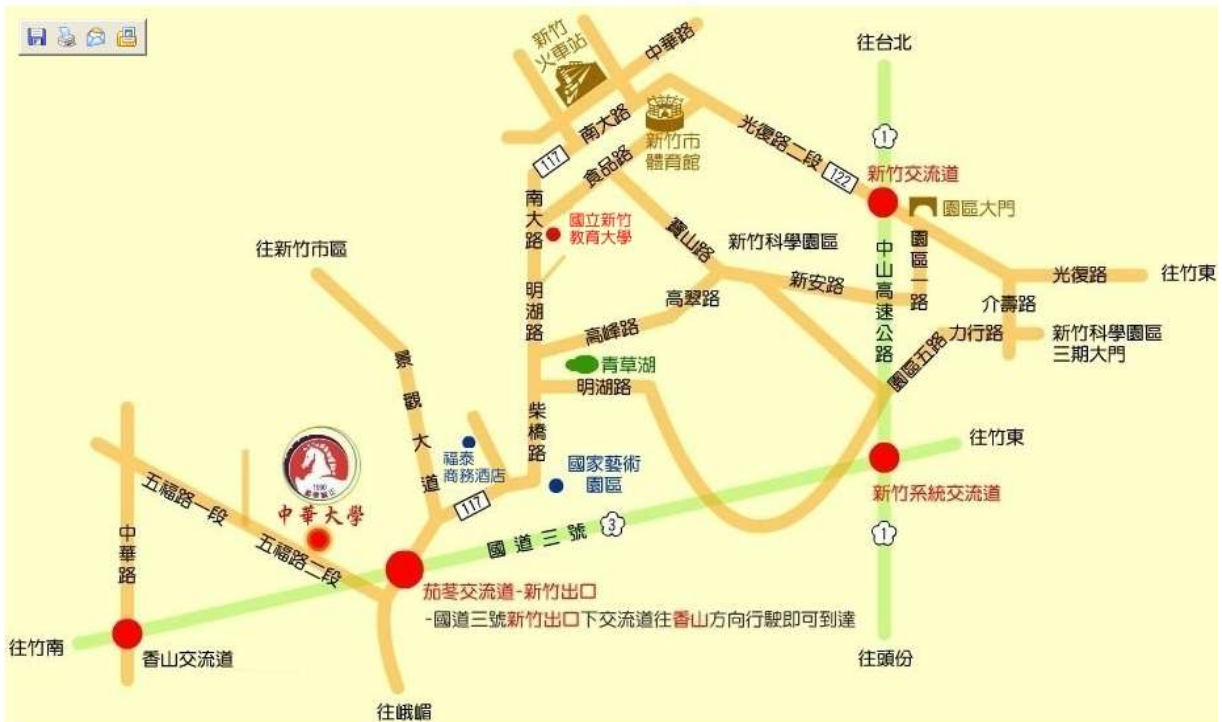 新竹
火車站
中華路
往台北
南大路
117
食品路
新竹市
體育館
光復路二段
122
1
新竹交流道
園區大門
南大路
國立新竹
教育大學
寶山路
新竹科學園區
園區一路
中山高速公路
往新竹市區
新安路
光復路
往竹東
明湖路
高翠路
介壽路
高峰路
力行路
新竹科學園區
三期大門
園區五路
景觀大道
青草湖
明湖路
柴橋路
往竹東
福泰
商務酒店
國家藝術
園區
117
1990
中華大學
五福路一段
新竹系統交流道
3
國道三號
1
中華路
五福路二段
茄苳交流道-新竹出口
-國道三號新竹出口下交流道往香山方向行駛即可到達
往竹南
香山交流道
往頭份
往峨嵋